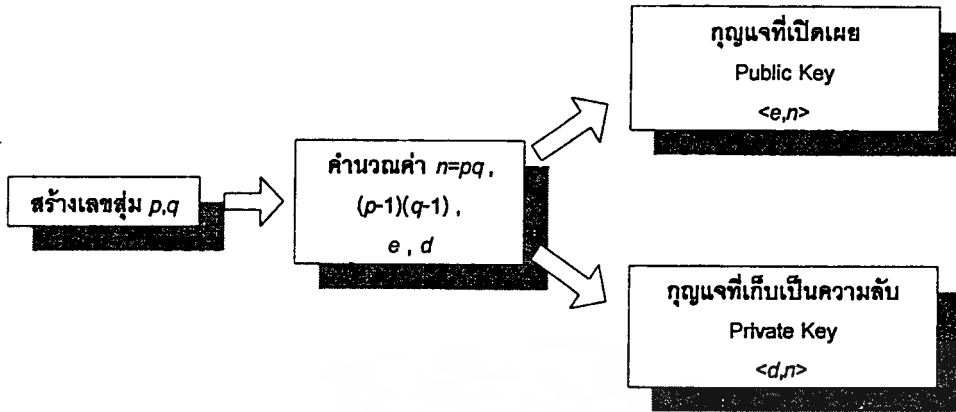 สร้างเลขสุ่ม p,q
คำนวณค่า n=pq ,
(p-1)(q-1) ,
e , d
กุญแจที่เปิดเผย
Public Key
<e,n>
กุญแจที่เก็บเป็นความลับ
Private Key
<d,n>